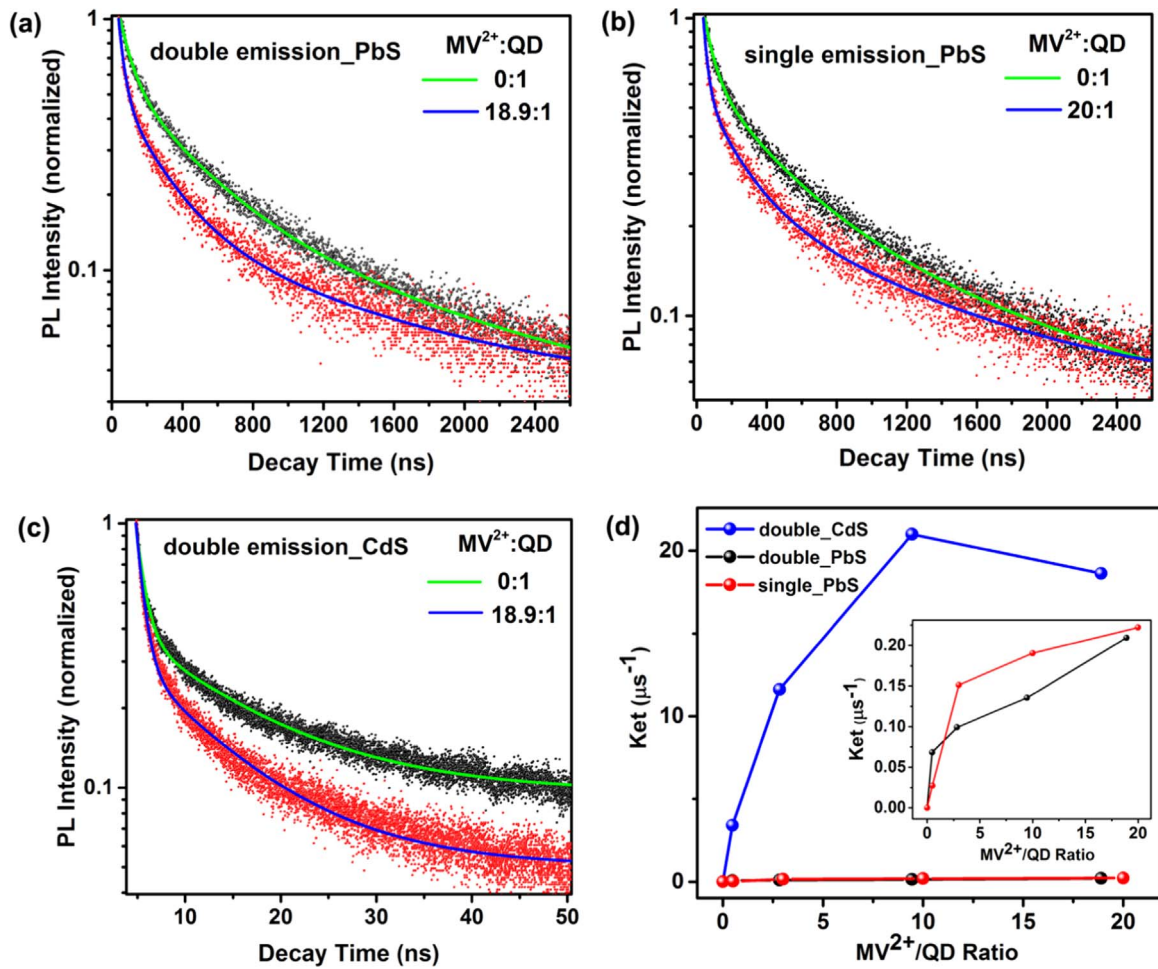 (a)
double emission_PbS
MV²⁺:QD
0:1
18.9:1
1
0.1
PL Intensity (normalized)
0 400 800 1200 1600 2000 2400
Decay Time (ns)
(b)
single emission_PbS
MV²⁺:QD
0:1
20:1
1
0.1
PL Intensity (normalized)
0 400 800 1200 1600 2000 2400
Decay Time (ns)
(c)
double emission_CdS
MV²⁺:QD
0:1
18.9:1
1
0.1
PL Intensity (normalized)
10 20 30 40 50
Decay Time (ns)
(d)
double_CdS
double_PbS
single_PbS
20
10
0
Ket (μs⁻¹)
0 5 10 15 20
MV²⁺/QD Ratio
0.20
0.15
0.10
0.05
0.00
Ket (μs⁻¹)
0 5 10 15 20
MV²⁺/QD Ratio